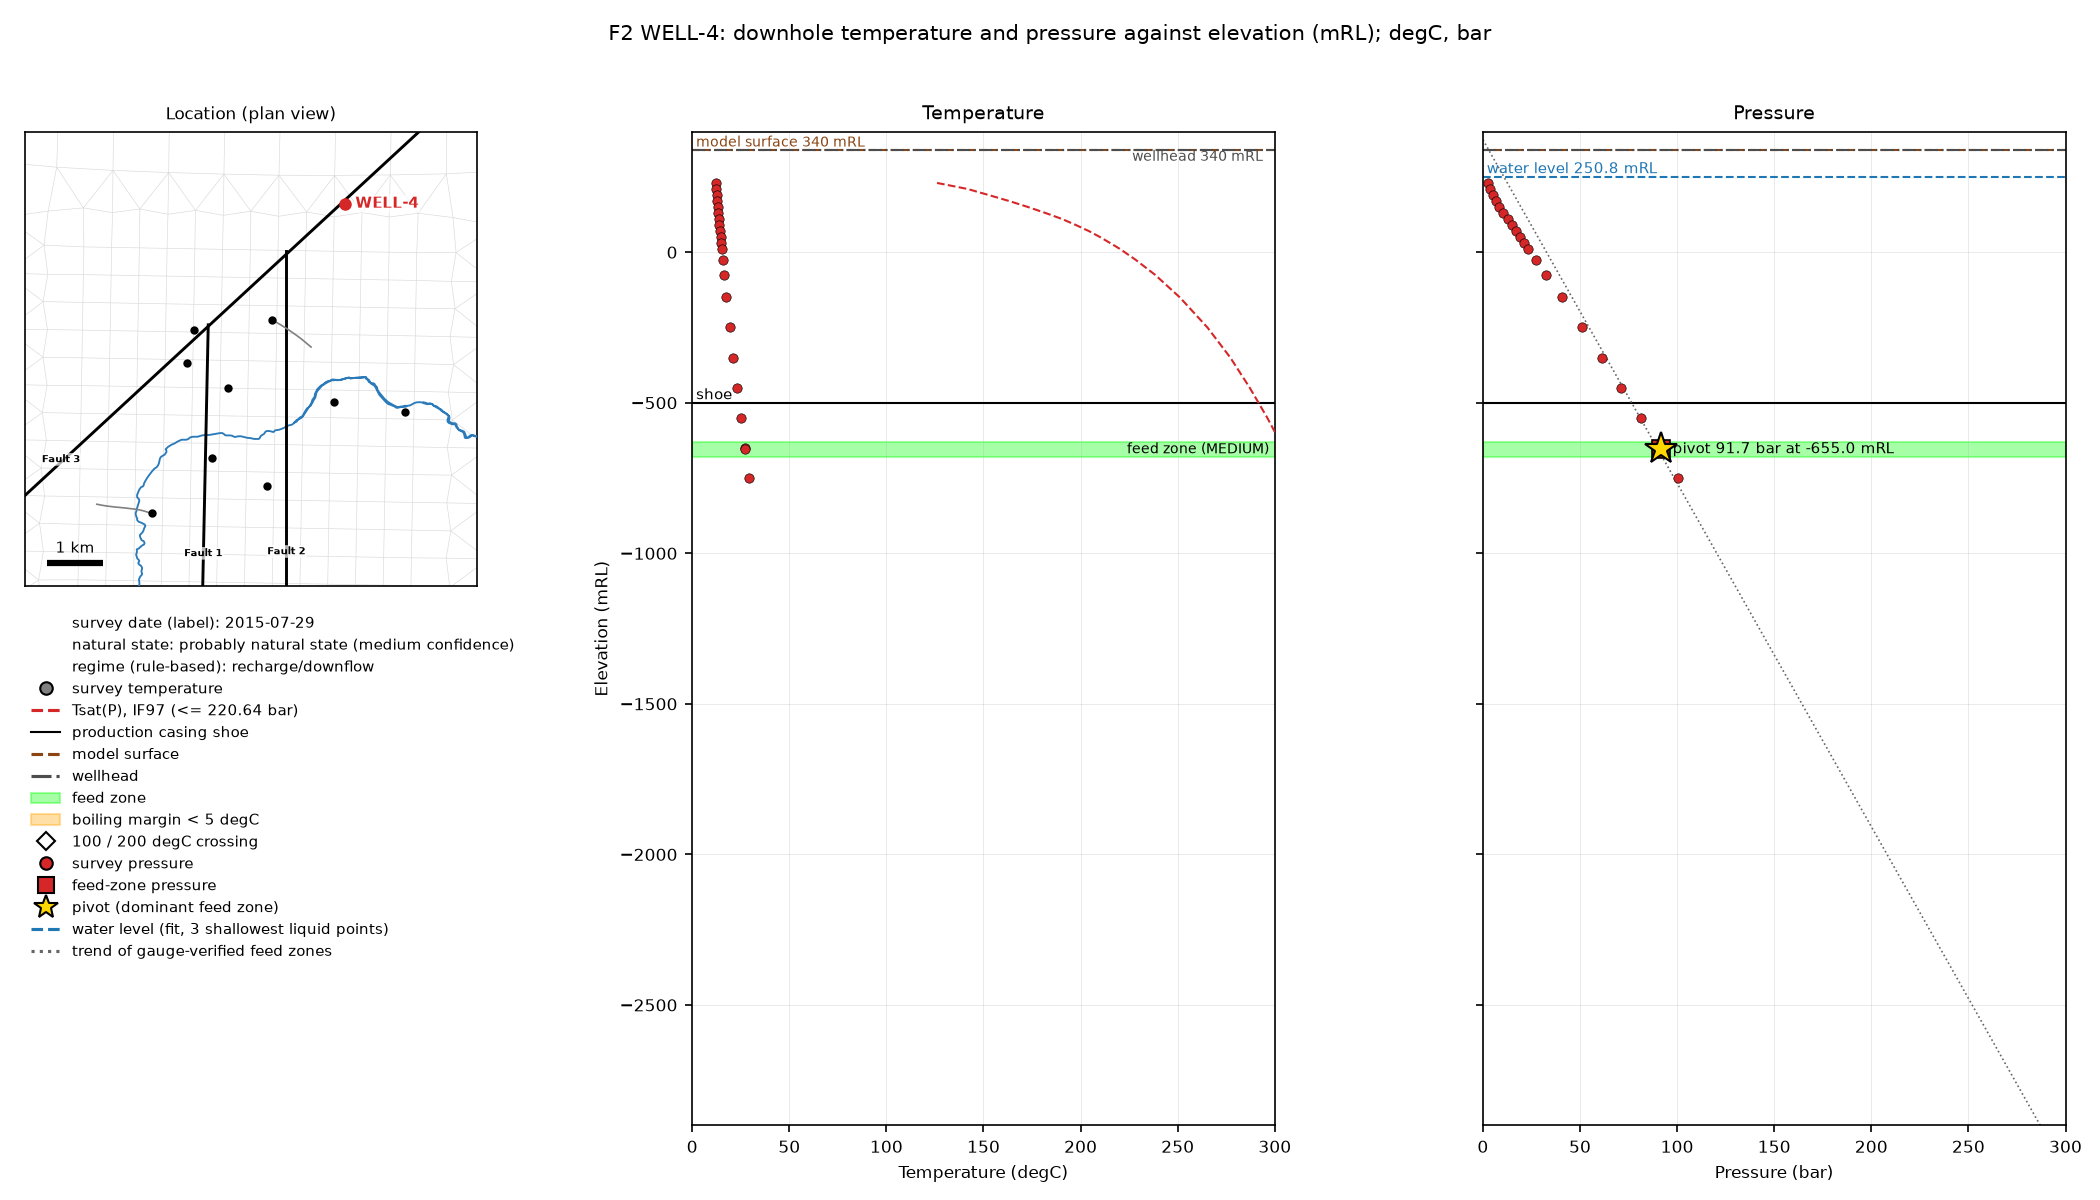 F2 WELL-4: downhole temperature and pressure against elevation (mRL); degC, bar
Location (plan view)
WELL-4
Fault 3
Fault 1
Fault 2
1 km
survey date (label): 2015-07-29
natural state: probably natural state (medium confidence)
regime (rule-based): recharge/downflow
survey temperature
Tsat(P), IF97 (<= 220.64 bar)
production casing shoe
model surface
wellhead
feed zone
boiling margin < 5 degC
100 / 200 degC crossing
survey pressure
feed-zone pressure
pivot (dominant feed zone)
water level (fit, 3 shallowest liquid points)
trend of gauge-verified feed zones
Temperature
model surface 340 mRL
wellhead 340 mRL
shoe
feed zone (MEDIUM)
0
−500
−1000
−1500
−2000
−2500
Elevation (mRL)
0 50 100 150 200 250 300
Temperature (degC)
Pressure
water level 250.8 mRL
pivot 91.7 bar at -655.0 mRL
0 50 100 150 200 250 300
Pressure (bar)